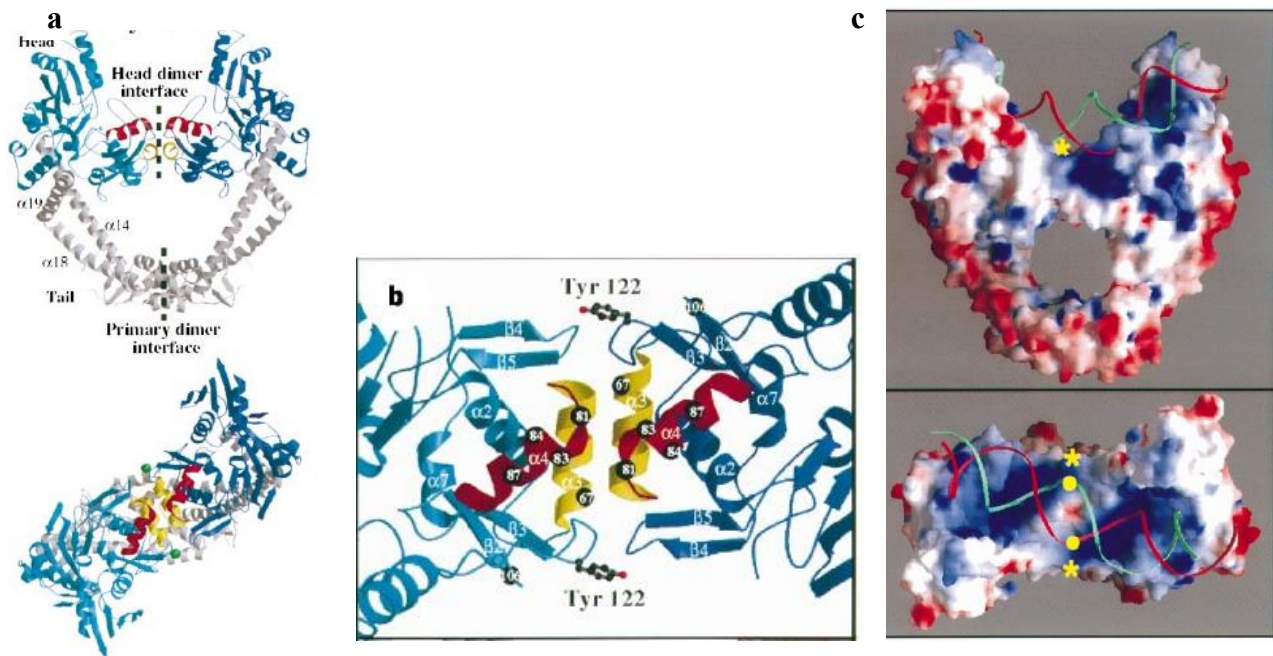 a
Head
Head dimer
interface
α19
α14
α18
Tail
Primary dimer
interface
b
Tyr 122
β4
β5
106
β2
β3
67
α3
α7
α2
81
87
84
83
α4
83
α4
84
87
81
α2
α7
α3
67
β3
β2
β5
β4
106
Tyr 122
c